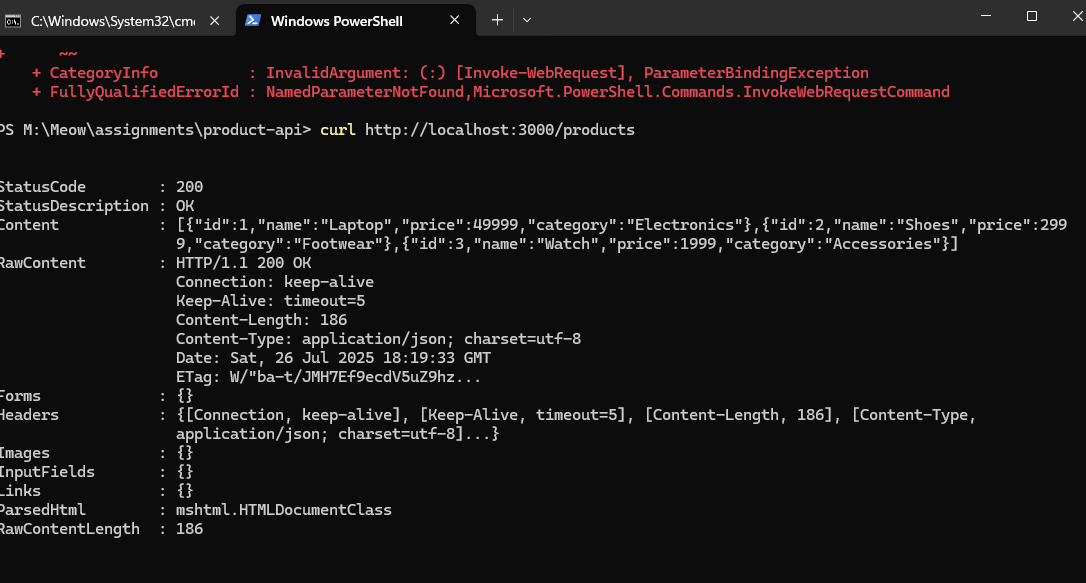 C:\Windows\System32\cmc
Windows PowerShell
+ ~~
+ CategoryInfo : InvalidArgument: (:) [Invoke-WebRequest], ParameterBindingException
+ FullyQualifiedErrorId : NamedParameterNotFound,Microsoft.PowerShell.Commands.InvokeWebRequestCommand
PS M:\Meow\assignments\product-api> curl http://localhost:3000/products
StatusCode : 200
StatusDescription : OK
Content : [{"id":1,"name":"Laptop","price":49999,"category":"Electronics"},{"id":2,"name":"Shoes","price":299
9,"category":"Footwear"},{"id":3,"name":"Watch","price":1999,"category":"Accessories"}]
RawContent : HTTP/1.1 200 OK
Connection: keep-alive
Keep-Alive: timeout=5
Content-Length: 186
Content-Type: application/json; charset=utf-8
Date: Sat, 26 Jul 2025 18:19:33 GMT
ETag: W/"ba-t/JMH7Ef9ecdV5uZ9hz...
Forms : {}
Headers : {[Connection, keep-alive], [Keep-Alive, timeout=5], [Content-Length, 186], [Content-Type,
application/json; charset=utf-8]...}
Images : {}
InputFields : {}
Links : {}
ParsedHtml : mshtml.HTMLDocumentClass
RawContentLength : 186